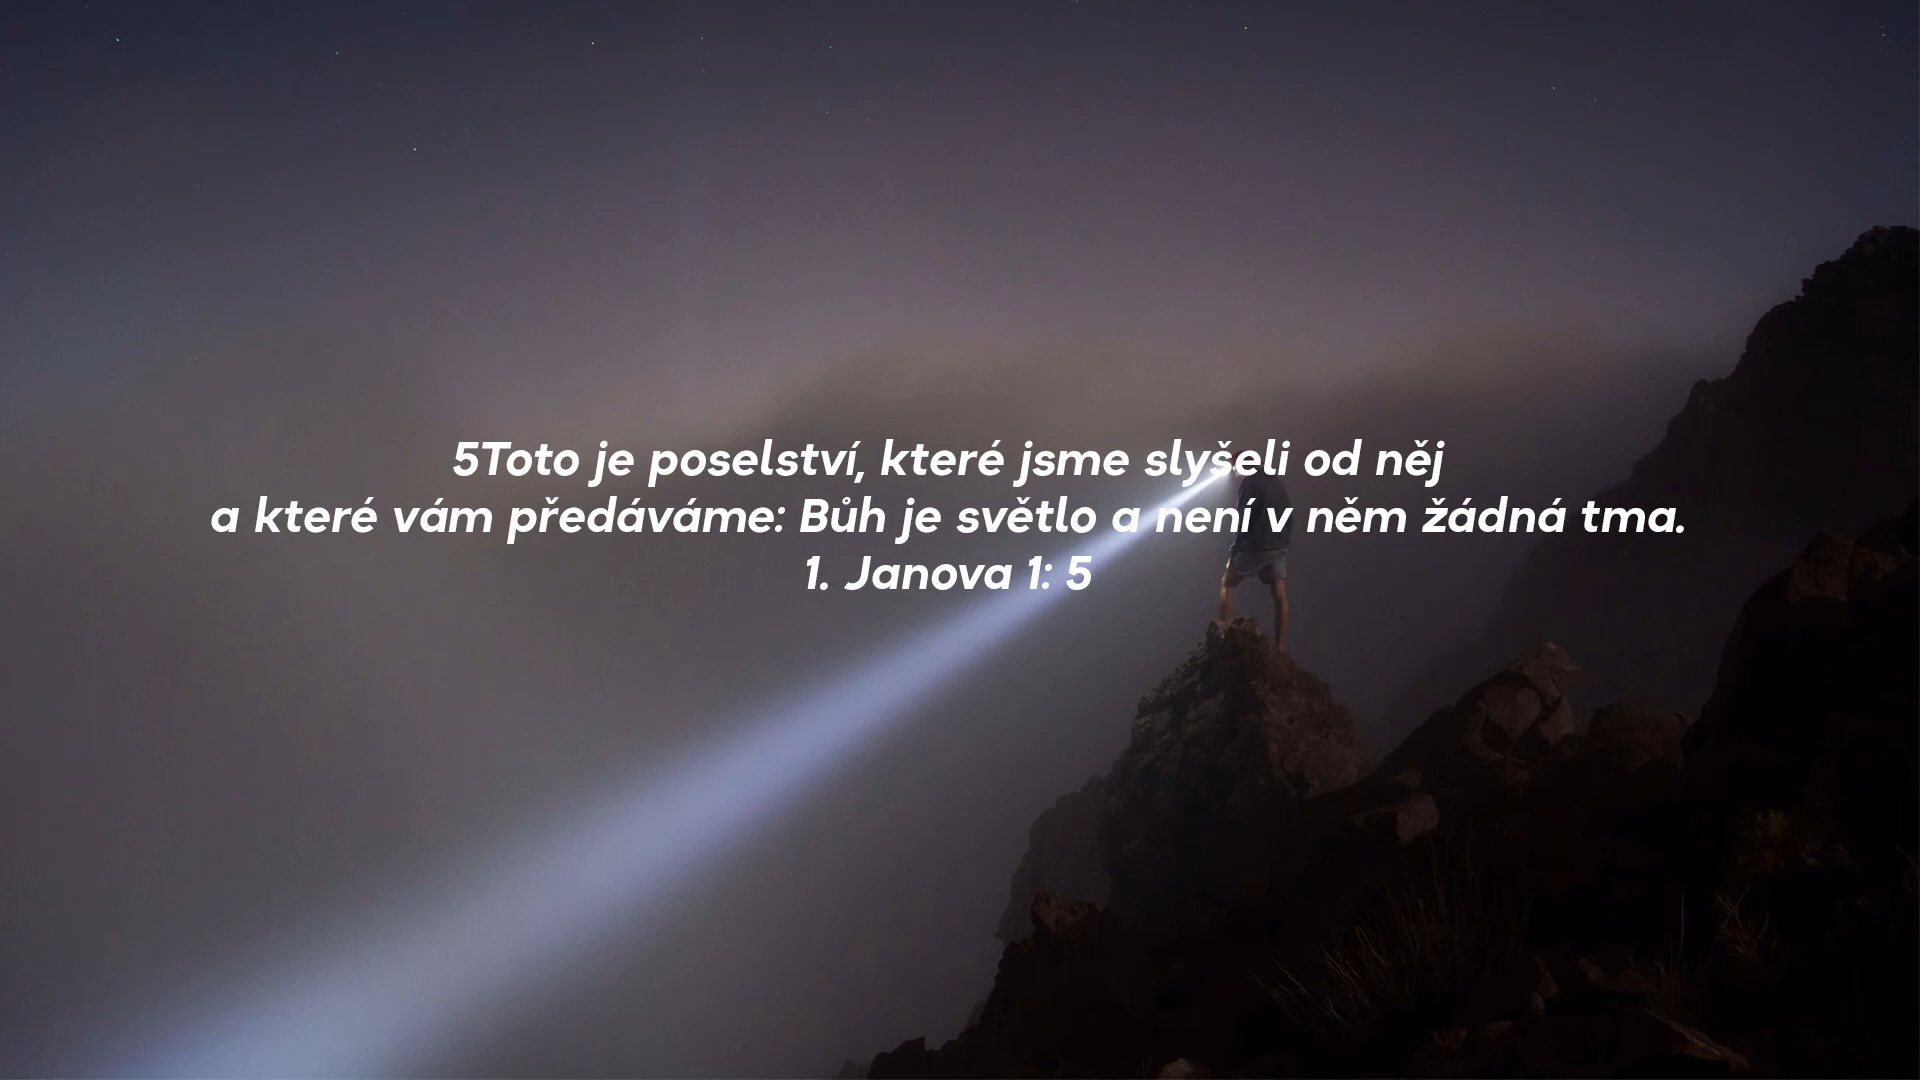 5Toto je poselství, které jsme slyšeli od něj
a které vám předáváme: Bůh je světlo a není v něm žádná tma.
1. Janova 1: 5